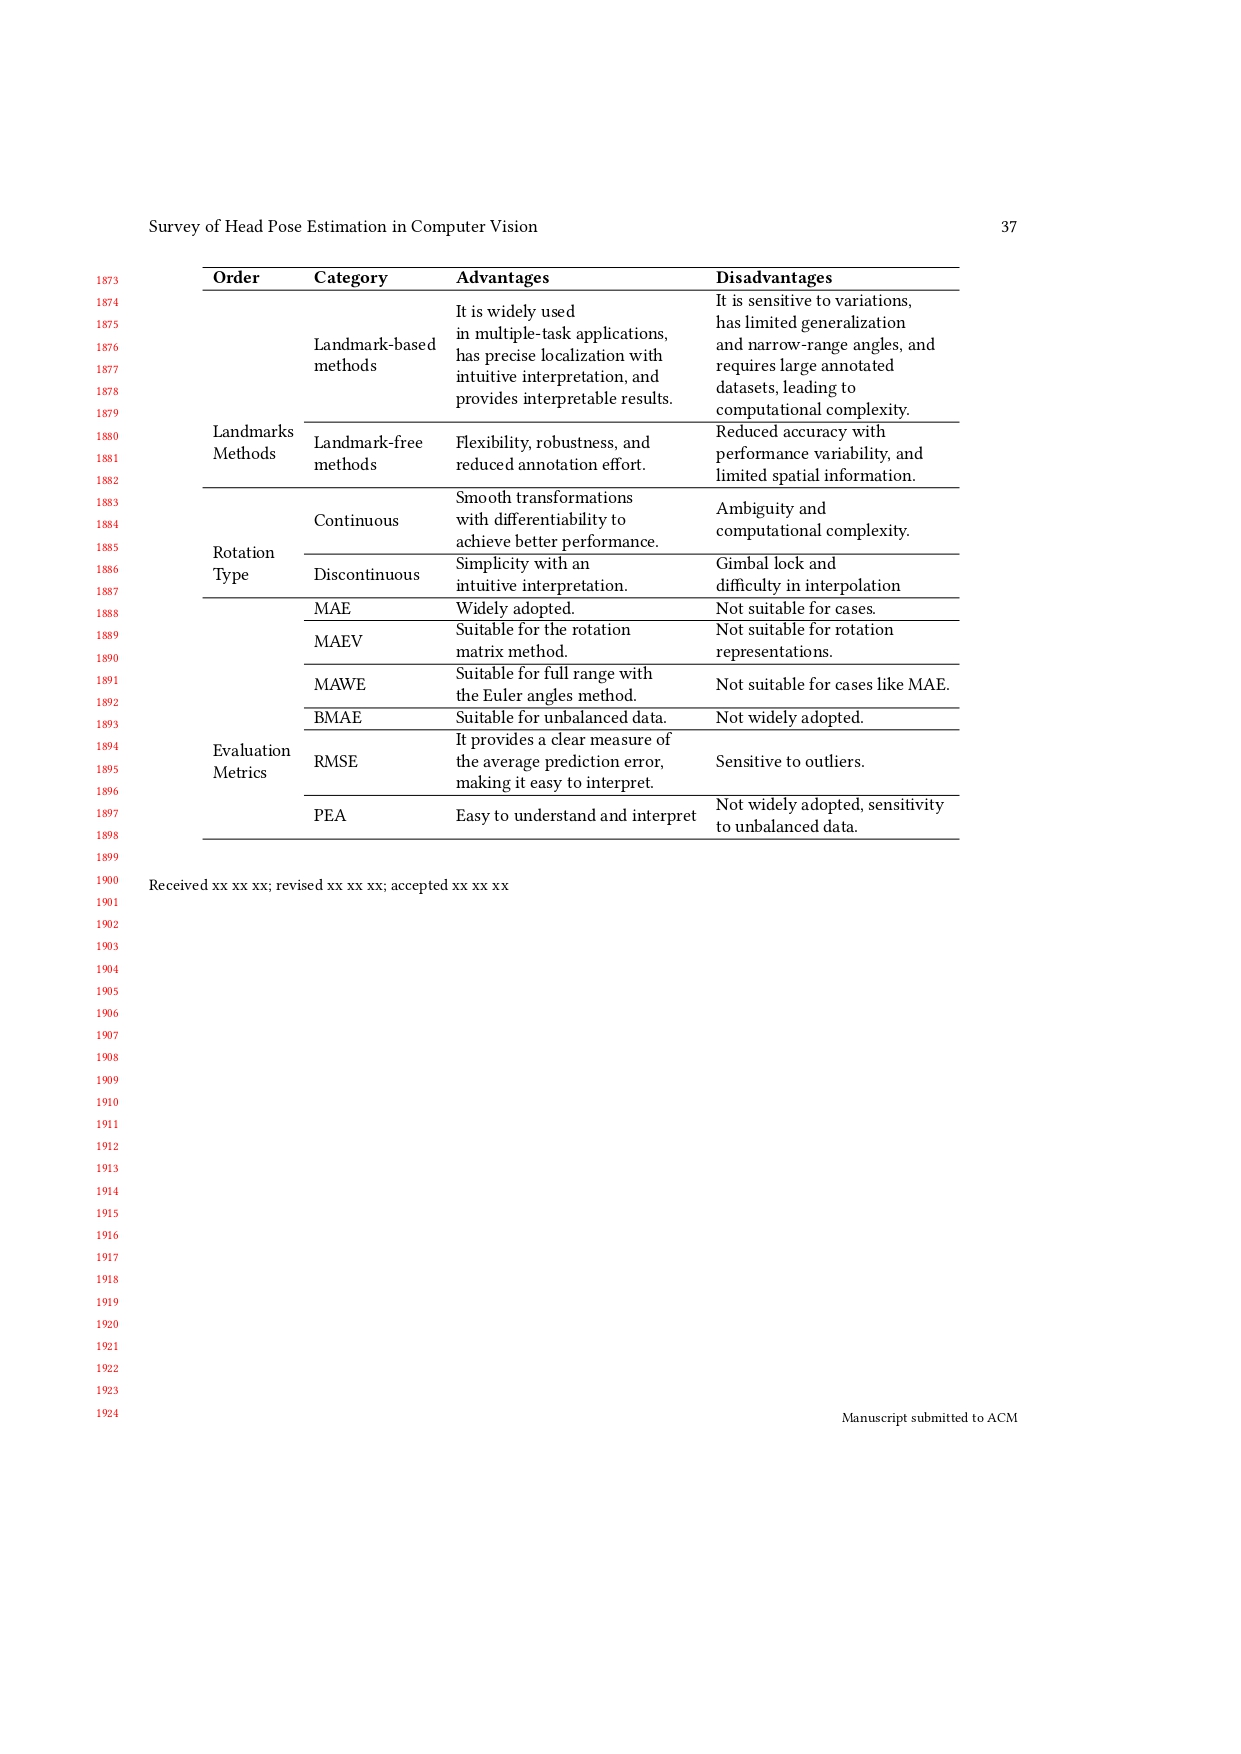 Survey of Head Pose Estimation in Computer Vision 37
1873
1874
1875
1876
1877
1878
1879
1880
1881
1882
1883
1884
1885
1886
1887
1888
1889
1890
1891
1892
1893
1894
1895
1896
1897
1898
1899
1900
1901
1902
1903
1904
1905
1906
1907
1908
1909
1910
1911
1912
1913
1914
1915
1916
1917
1918
1919
1920
1921
1922
1923
1924
Order Category Advantages Disadvantages
Landmarks
Methods
Landmark-based
methods
It is widely used
in multiple-task applications,
has precise localization with
intuitive interpretation, and
provides interpretable results.
It is sensitive to variations,
has limited generalization
and narrow-range angles, and
requires large annotated
datasets, leading to
computational complexity.
Landmark-free
methods
Flexibility, robustness, and
reduced annotation effort.
Reduced accuracy with
performance variability, and
limited spatial information.
Rotation
Type
Continuous
Smooth transformations
with differentiability to
achieve better performance.
Ambiguity and
computational complexity.
Discontinuous
Simplicity with an
intuitive interpretation.
Gimbal lock and
difficulty in interpolation
Evaluation
Metrics
MAE Widely adopted. Not suitable for cases.
MAEV
Suitable for the rotation
matrix method.
Not suitable for rotation
representations.
MAWE
Suitable for full range with
the Euler angles method.
Not suitable for cases like MAE.
BMAE Suitable for unbalanced data. Not widely adopted.
RMSE
It provides a clear measure of
the average prediction error,
making it easy to interpret.
Sensitive to outliers.
PEA
Easy to understand and interpret
Not widely adopted, sensitivity
to unbalanced data.
Received xx xx xx; revised xx xx xx; accepted xx xx xx
Manuscript submitted to ACM